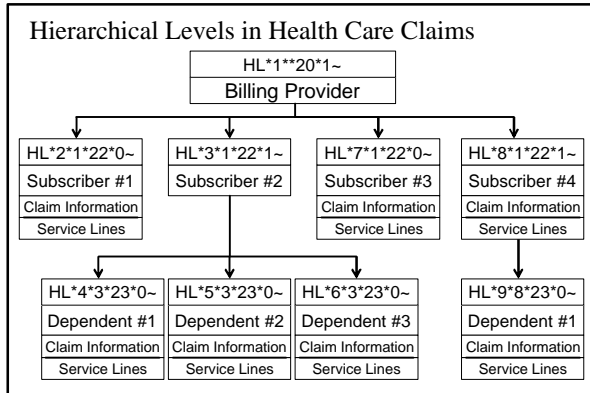 Hierarchical Levels in Health Care Claims
HL*1**20*1~
Billing Provider
HL*2*1*22*0~
Subscriber #1
Claim Information
Service Lines
HL*3*1*22*1~
Subscriber #2
HL*7*1*22*0~
Subscriber #3
Claim Information
Service Lines
HL*8*1*22*1~
Subscriber #4
Claim Information
Service Lines
HL*4*3*23*0~
Dependent #1
Claim Information
Service Lines
HL*5*3*23*0~
Dependent #2
Claim Information
Service Lines
HL*6*3*23*0~
Dependent #3
Claim Information
Service Lines
HL*9*8*23*0~
Dependent #1
Claim Information
Service Lines